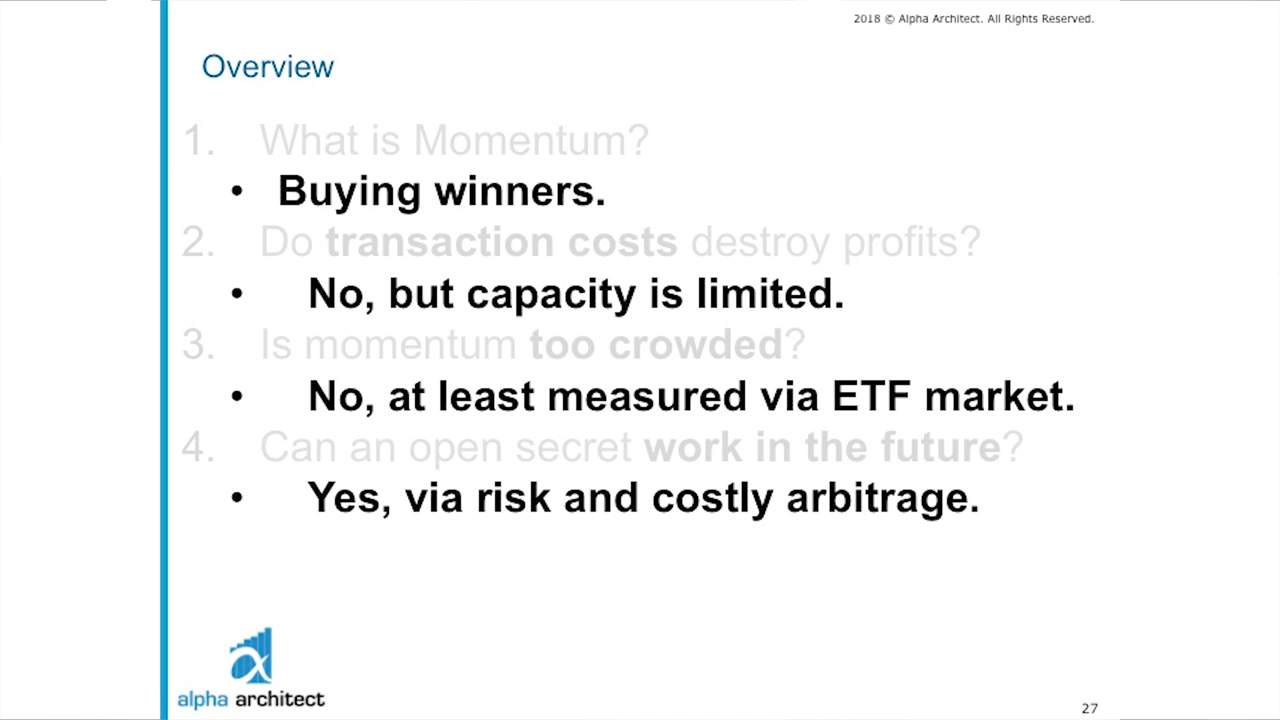 2018 © Alpha Architect. All Rights Reserved.
Overview
1. What is Momentum?
• Buying winners.
2. Do transaction costs destroy profits?
• No, but capacity is limited.
3. Is momentum too crowded?
• No, at least measured via ETF market.
4. Can an open secret work in the future?
• Yes, via risk and costly arbitrage.
alpha architect
27